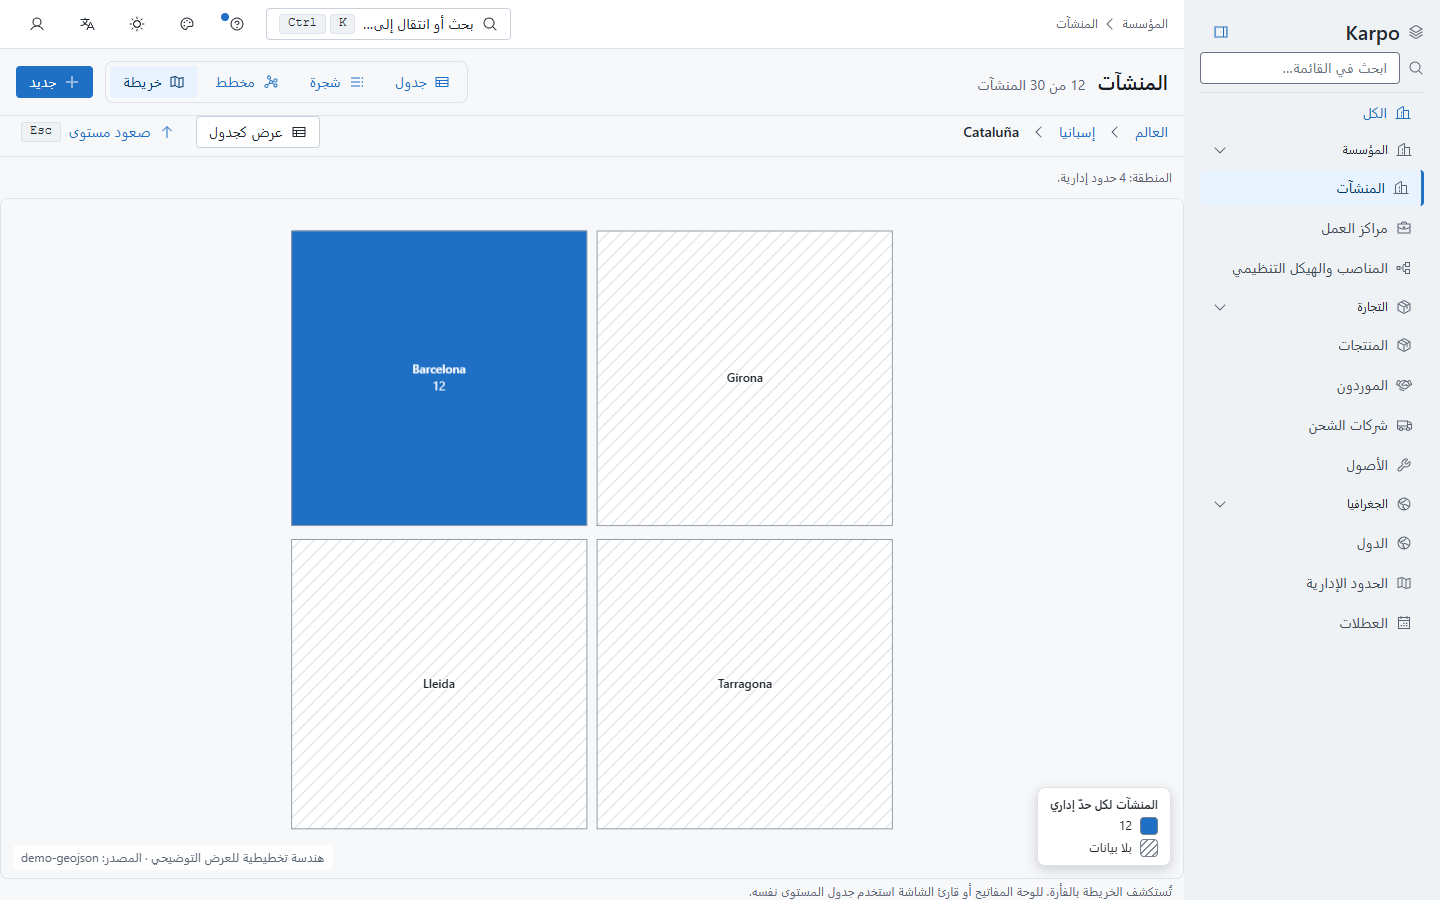 Karpo
ابحث في القائمة...
الكل
المؤسسة
المنشآت
مراكز العمل
المناصب والهيكل التنظيمي
التجارة
المنتجات
الموردون
شركات الشحن
الأصول
الجغرافيا
الدول
الحدود الإدارية
العطلات
المؤسسة
المنشآت
بحث أو انتقال إلى...
Ctrl K
المنشآت
12 من 30 المنشآت
جدول
شجرة
مخطط
خريطة
جديد
العالم
إسبانيا
Cataluña
عرض كجدول
صعود مستوى
Esc
المنطقة: 4 حدود إدارية.
Barcelona
12
Girona
Lleida
Tarragona
المنشآت لكل حدّ إداري
12
بلا بيانات
هندسة تخطيطية للعرض التوضيحي · المصدر: demo-geojson
تُستكشف الخريطة بالفأرة. للوحة المفاتيح أو قارئ الشاشة استخدم جدول المستوى نفسه.